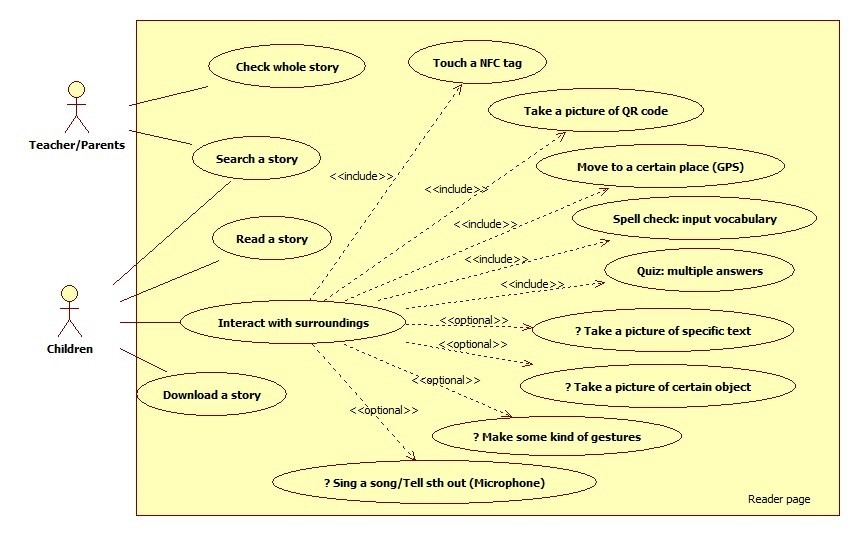 Check whole story
Touch a NFC tag
Take a picture of QR code
Teacher/Parents
Search a story
Move to a certain place (GPS)
<<include>>
<<include>>
Spell check: input vocabulary
<<include>>
Read a story
<<include>>
Quiz: multiple answers
<<include>>
Interact with surroundings
<<optional>>
? Take a picture of specific text
Children
<<optional>>
<<optional>>
? Take a picture of certain object
Download a story
<<optional>>
? Make some kind of gestures
? Sing a song/Tell sth out (Microphone)
Reader page